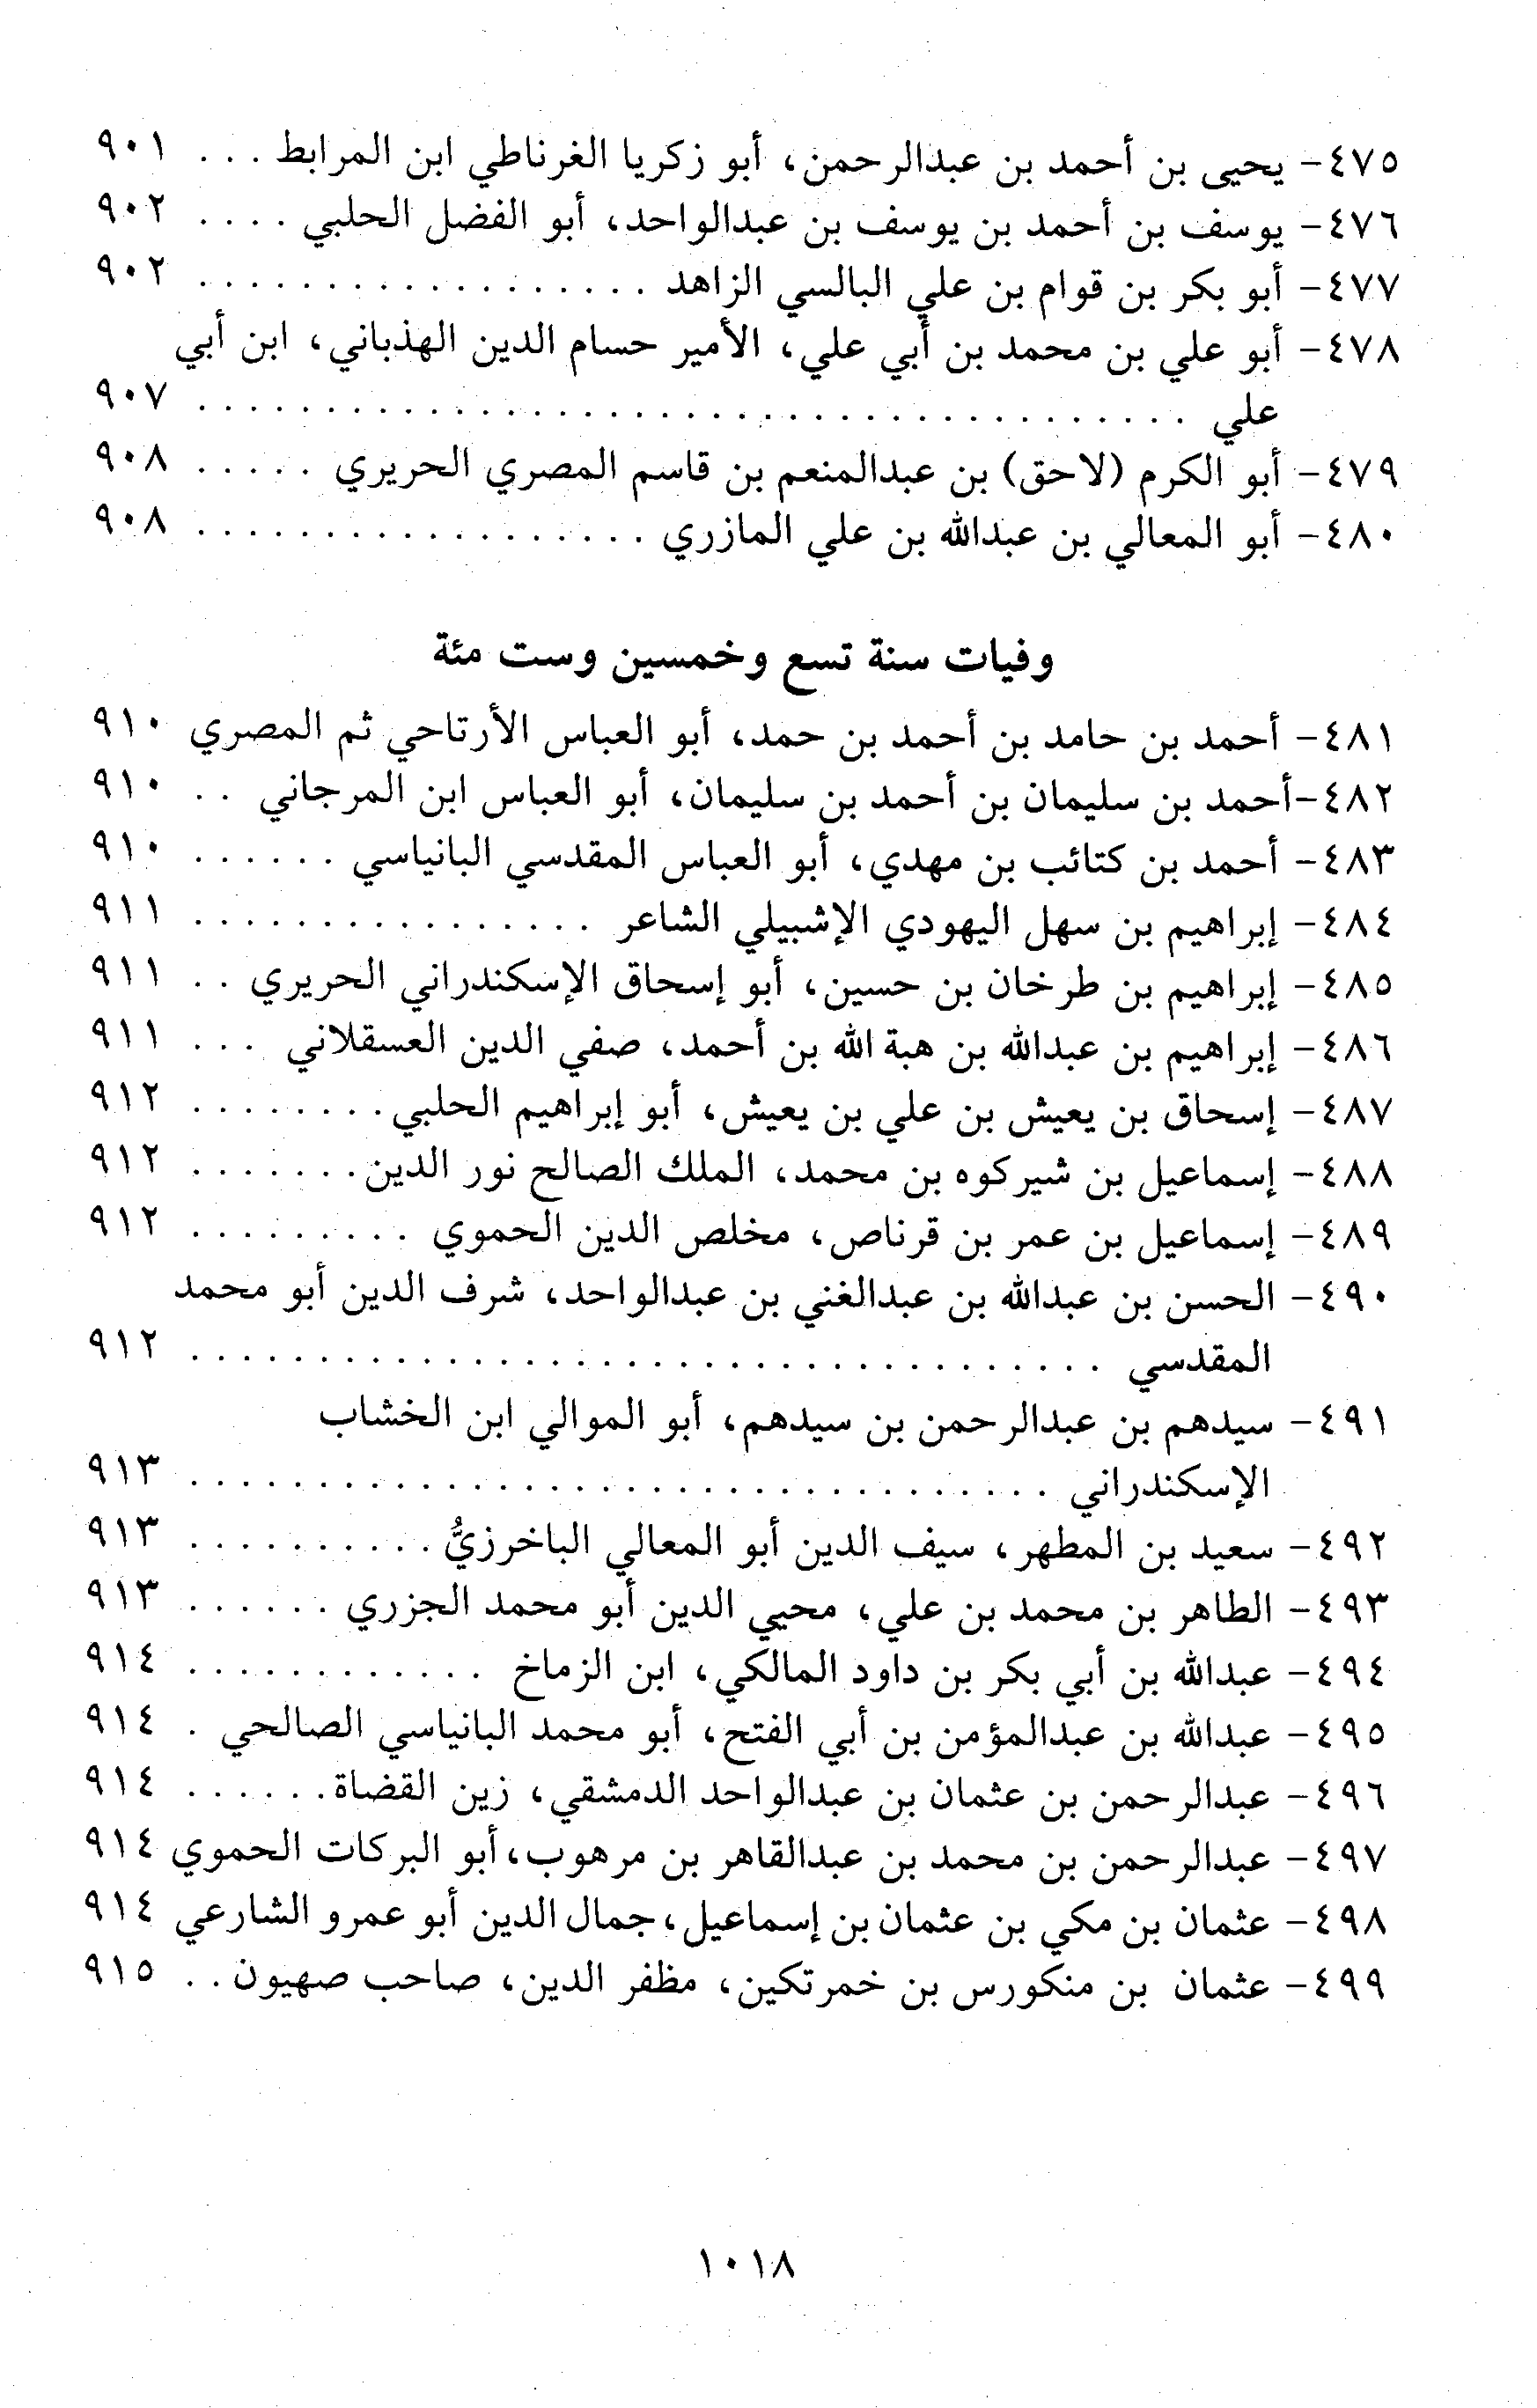 ٤٧٥- يحيى بن أحمد بن عبدالرحمن، أبو زكريا الغرناطي ابن المرابط . . . ٩٠١
٤٧٦- يوسف بن أحمد بن يوسف بن عبدالواحد، أبو الفضل الحلبي . . . . ٩٠٢
٤٧٧- أبو بكر بن قوام بن علي البالسي الزاهد . . . . . . . . . . . . . . . . . . ٩٠٢
٤٧٨- أبو علي بن محمد بن أبي علي، الأمير حسام الدين الهذباني، ابن أبي
علي . . . . . . . . . . . . . . . . . . . . . . . . . . . . . . . . . . . . . . . ٩٠٧
٤٧٩- أبو الكرم (لاحق) بن عبدالمنعم بن قاسم المصري الحريري . . . . . ٩٠٨
٤٨٠- أبو المعالي بن عبدالله بن علي المازري . . . . . . . . . . . . . . . . . . ٩٠٨
وفيات سنة تسع وخمسين وست مئة
٤٨١- أحمد بن حامد بن أحمد بن حمد، أبو العباس الأرتاحي ثم المصري ٩١٠
٤٨٢-أحمد بن سليمان بن أحمد بن سليمان، أبو العباس ابن المرجاني . . ٩١٠
٤٨٣- أحمد بن كتائب بن مهدي، أبو العباس المقدسي البانياسي . . . . . . ٩١٠
٤٨٤- إبراهيم بن سهل اليهودي الإشبيلي الشاعر . . . . . . . . . . . . . . . . ٩١١
٤٨٥- إبراهيم بن طرخان بن حسين، أبو إسحاق الإسكندراني الحريري . . ٩١١
٤٨٦- إبراهيم بن عبدالله بن هبة الله بن أحمد، صفي الدين العسقلاني . . . ٩١١
٤٨٧- إسحاق بن يعيش بن علي بن يعيش، أبو إبراهيم الحلبي . . . . . . . . ٩١٢
٤٨٨- إسماعيل بن شيركوه بن محمد، الملك الصالح نور الدين . . . . . . . ٩١٢
٤٨٩- إسماعيل بن عمر بن قرناص، مخلص الدين الحموي . . . . . . . . . ٩١٢
٤٩٠- الحسن بن عبدالله بن عبدالغني بن عبدالواحد، شرف الدين أبو محمد
المقدسي . . . . . . . . . . . . . . . . . . . . . . . . . . . . . . . . . . . . ٩١٢
٤٩١- سيدهم بن عبدالرحمن بن سيدهم، أبو الموالي ابن الخشاب
الإسكندراني . . . . . . . . . . . . . . . . . . . . . . . . . . . . . . . . . . ٩١٣
٤٩٢- سعيد بن المطهر، سيف الدين أبو المعالي الباخرزيُّ . . . . . . . . . . ٩١٣
٤٩٣- الطاهر بن محمد بن علي، محيي الدين أبو محمد الجزري . . . . . . ٩١٣
٤٩٤- عبدالله بن أبي بكر بن داود المالكي، ابن الزماخ . . . . . . . . . . . . ٩١٤
٤٩٥- عبدالله بن عبدالمؤمن بن أبي الفتح، أبو محمد البانياسي الصالحي . ٩١٤
٤٩٦- عبدالرحمن بن عثمان بن عبدالواحد الدمشقي، زين القضاة . . . . . . ٩١٤
٤٩٧- عبدالرحمن بن محمد بن عبدالقاهر بن مرهوب، أبو البركات الحموي ٩١٤
٤٩٨- عثمان بن مكي بن عثمان بن إسماعيل، جمال الدين أبو عمرو الشارعي ٩١٤
٤٩٩- عثمان بن منكورس بن خمرتكين، مظفر الدين، صاحب صهيون . . ٩١٥
١٠١٨